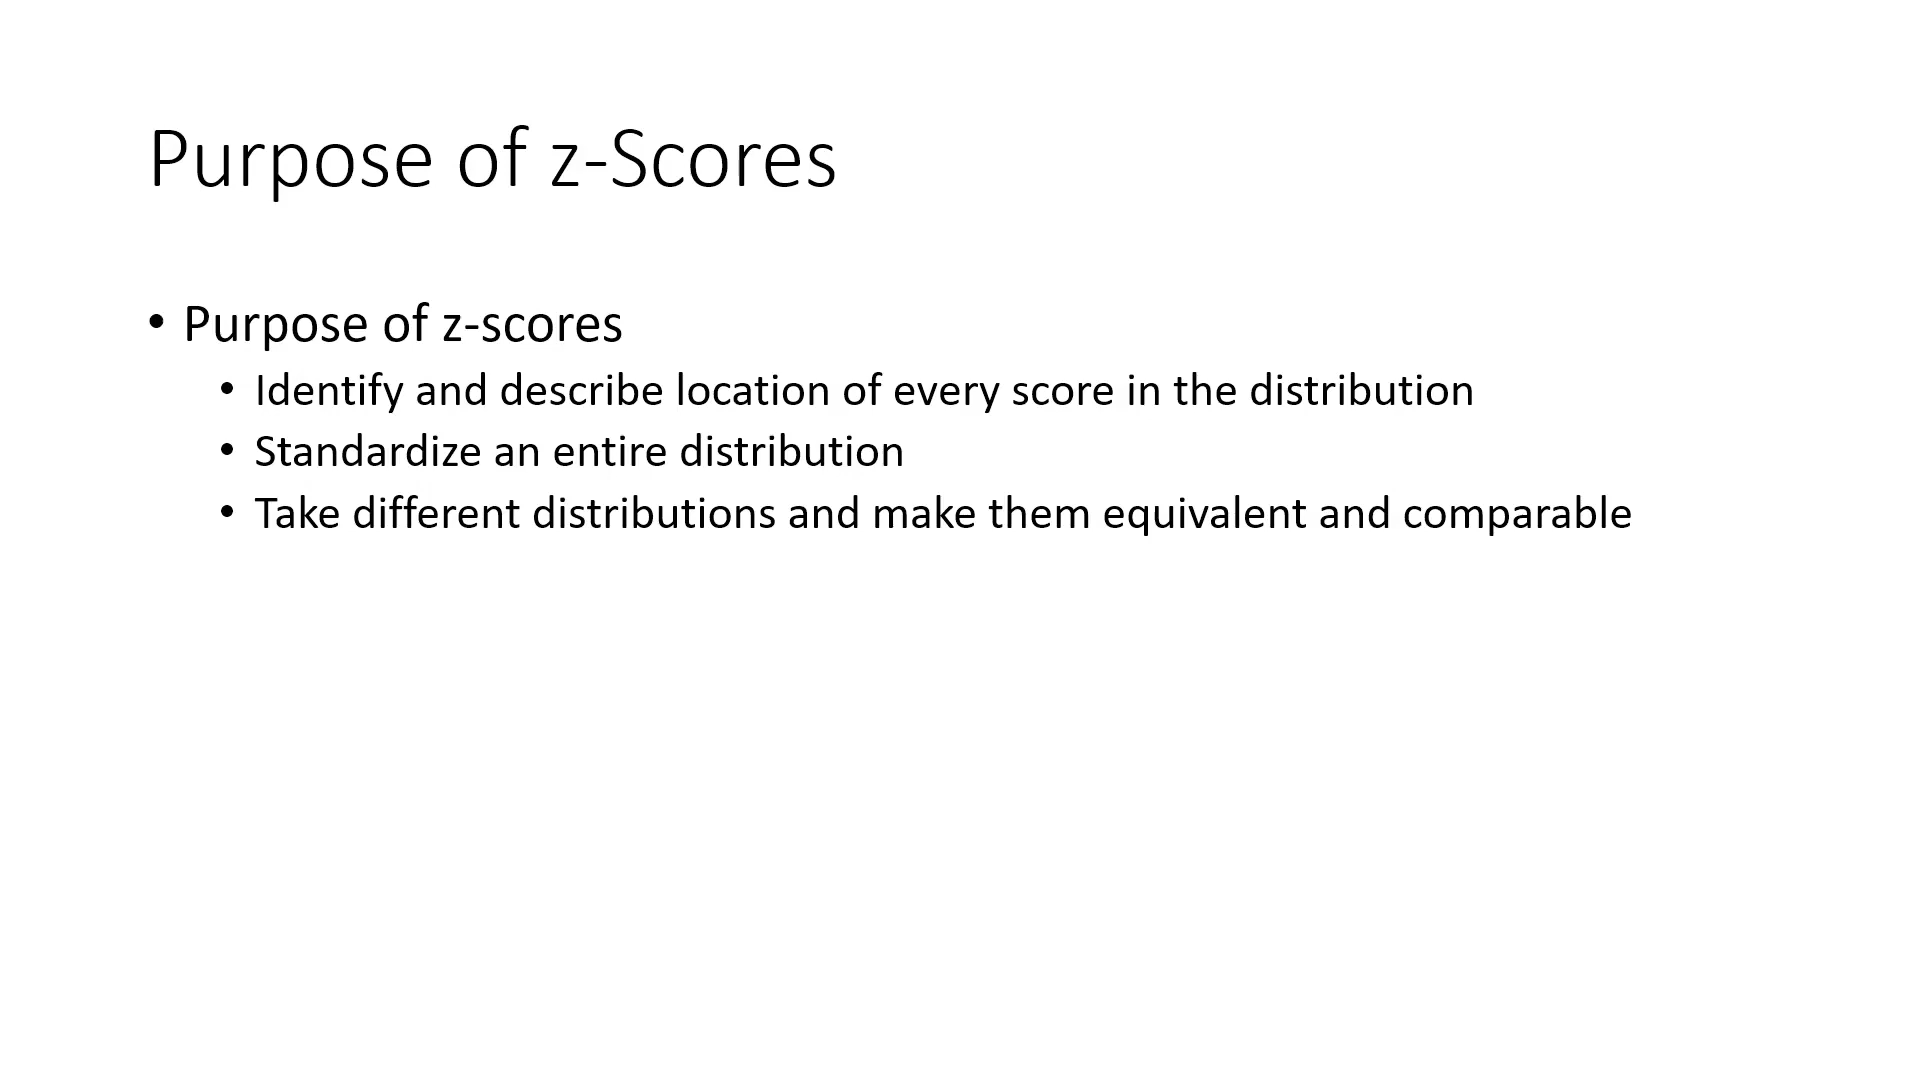 Purpose of z-Scores
• Purpose of z-scores
• Identify and describe location of every score in the distribution
• Standardize an entire distribution
• Take different distributions and make them equivalent and comparable